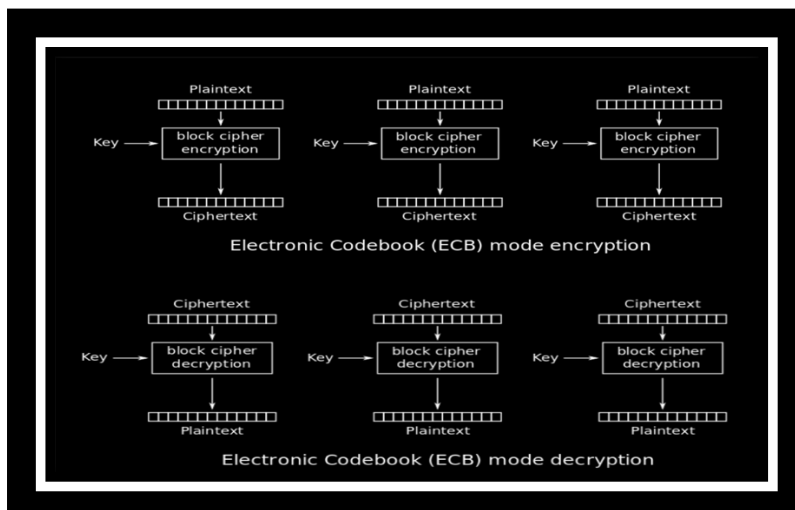 Plaintext Plaintext Plaintext
Key block cipher encryption Key block cipher encryption Key block cipher encryption
Ciphertext Ciphertext Ciphertext
Electronic Codebook (ECB) mode encryption
Ciphertext Ciphertext Ciphertext
Key block cipher decryption Key block cipher decryption Key block cipher decryption
Plaintext Plaintext Plaintext
Electronic Codebook (ECB) mode decryption